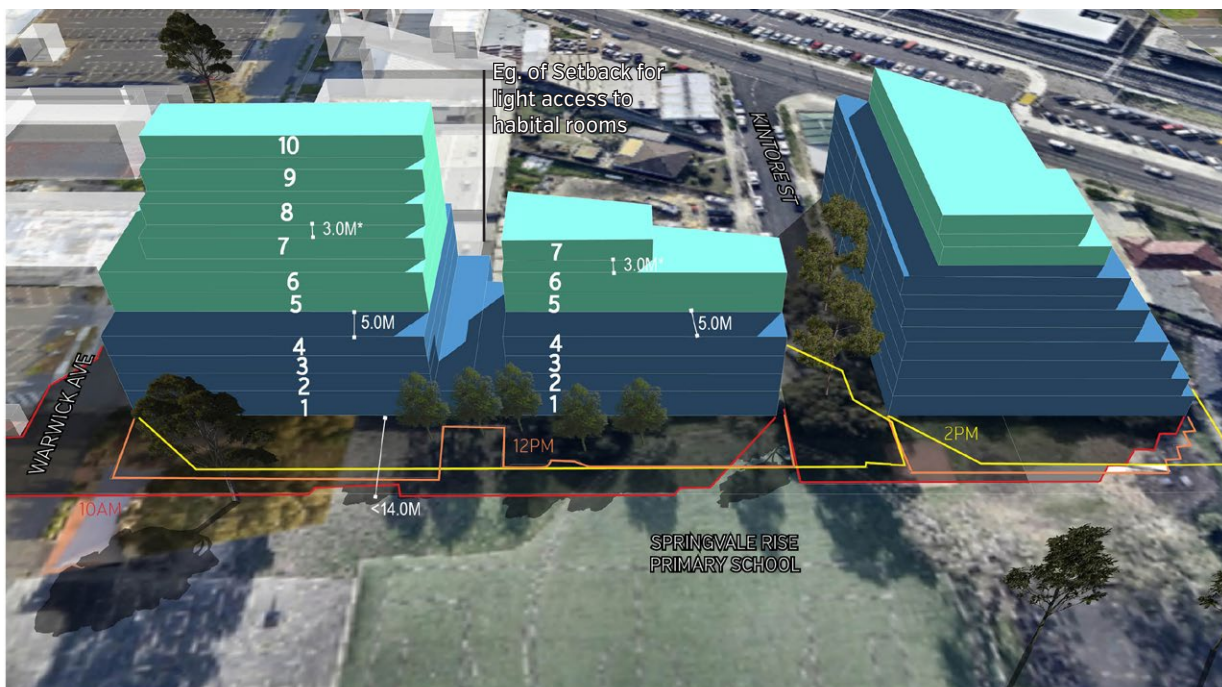 Eg. of Setback for
light access to
habital rooms
KINTORE ST
10
9
8
3.0M*
7
6
5
5.0M
4
3
2
1
7
3.0M*
6
5
5.0M
4
3
2
1
WARWICK AVE
12PM
2PM
10AM
<14.0M
SPRINGVALE RISE
PRIMARY SCHOOL